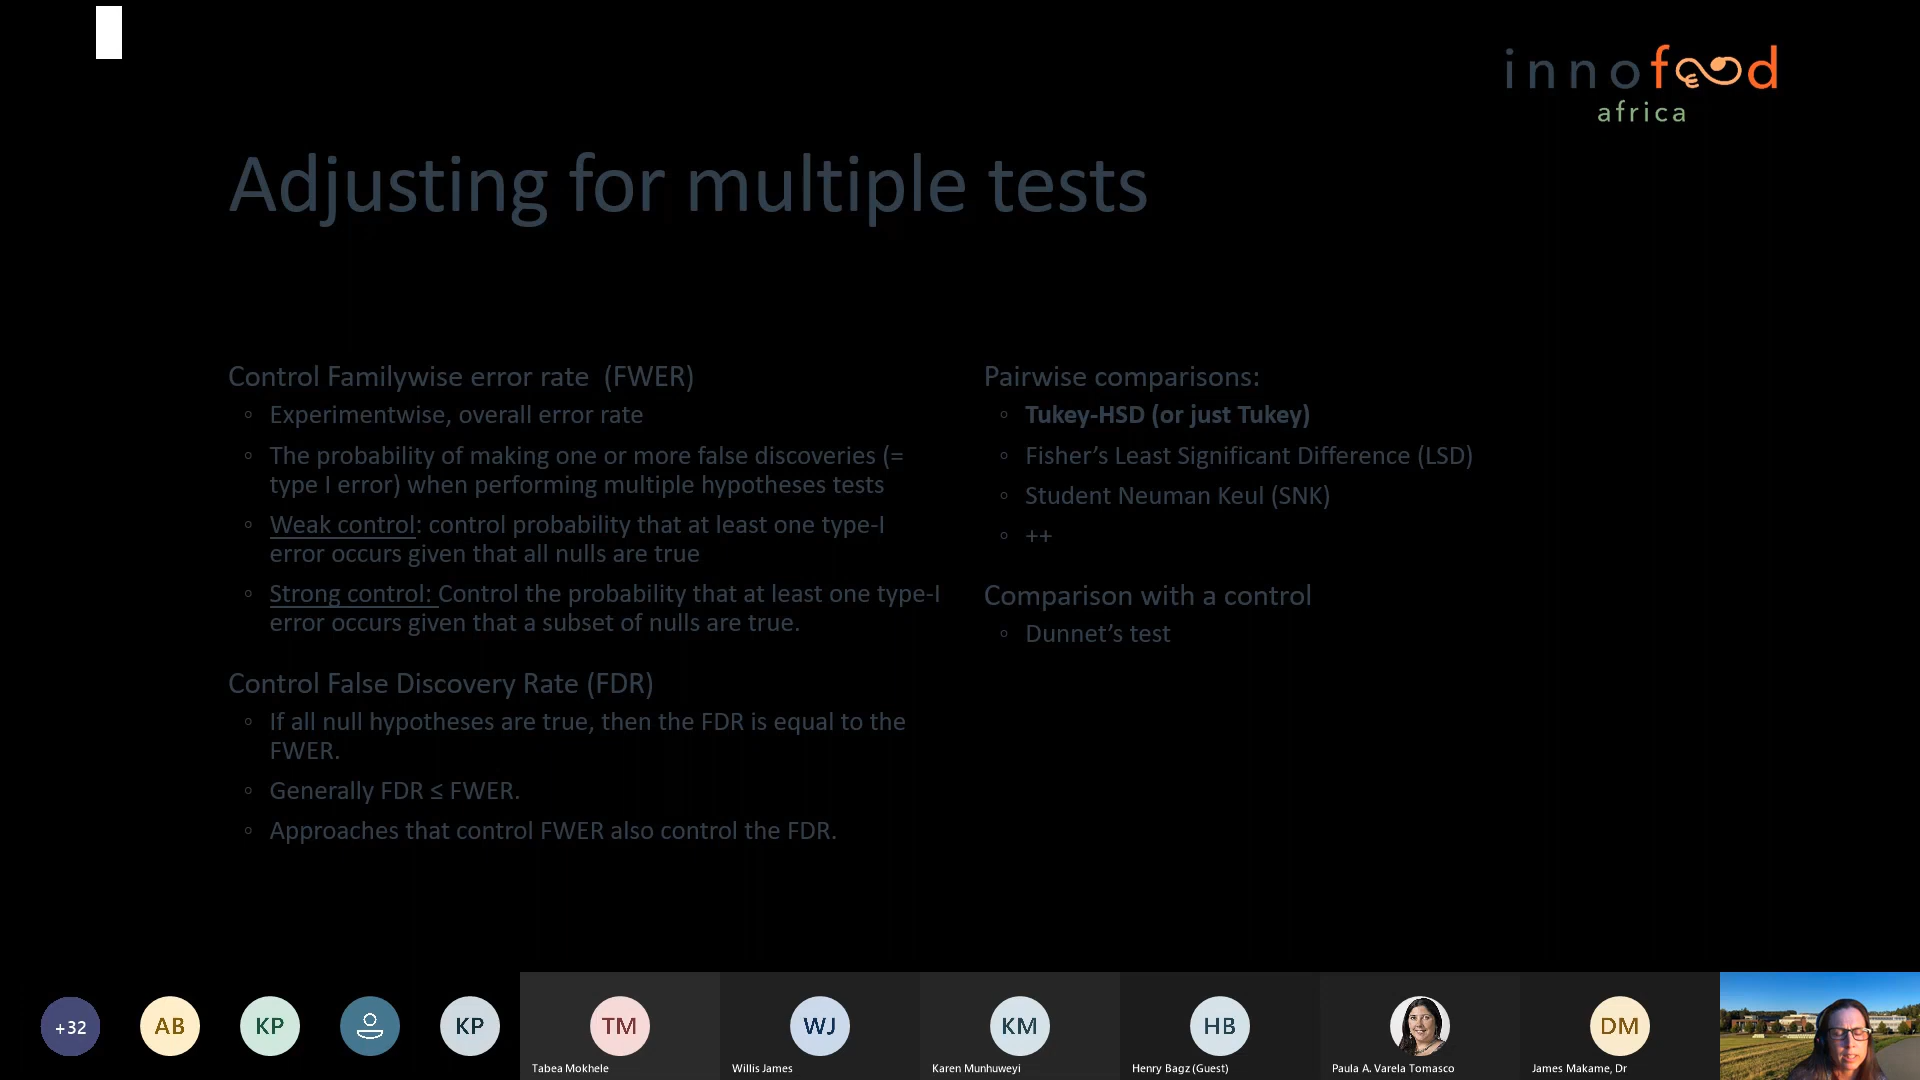 innofood
africa
Adjusting for multiple tests
Control Familywise error rate (FWER)
Experimentwise, overall error rate
The probability of making one or more false discoveries (=
type I error) when performing multiple hypotheses tests
Weak control: control probability that at least one type-I
error occurs given that all nulls are true
Strong control: Control the probability that at least one type-I
error occurs given that a subset of nulls are true.
Control False Discovery Rate (FDR)
If all null hypotheses are true, then the FDR is equal to the
FWER.
Generally FDR ≤ FWER.
Approaches that control FWER also control the FDR.
Pairwise comparisons:
Tukey-HSD (or just Tukey)
Fisher’s Least Significant Difference (LSD)
Student Neuman Keul (SNK)
++
Comparison with a control
Dunnet’s test
+32
AB
KP
KP
TM
Tabea Mokhele
WJ
Willis James
KM
Karen Munhuweyi
HB
Henry Bagz (Guest)
Paula A. Varela Tomasco
DM
James Makame, Dr